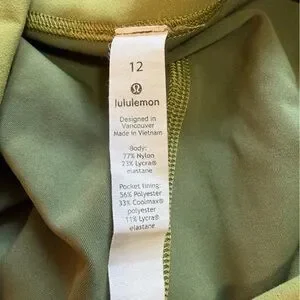 12
lululemon
Designed in
Vancouver
Made in Vietnam
Body:
77% Nylon
23% Lycra®
elastane
Pocket lining:
56% Polyester
33% Coolmax®
polyester
11% Lycra®
elastane